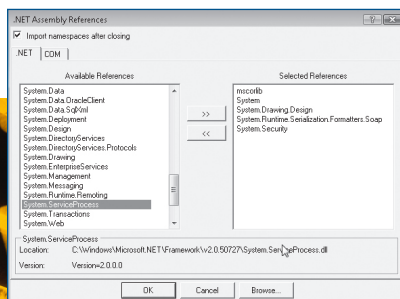 .NET Assembly References
Import namespaces after closing
.NET
COM
Available References
System.Data
System.Data.OracleClient
System.Data.SqlXml
System.Deployment
System.Design
System.DirectoryServices
System.DirectoryServices.Protocols
System.Drawing
System.EnterpriseServices
System.Management
System.Messaging
System.Runtime.Remoting
System.ServiceProcess
System.Transactions
System.Web
>>
<<
Selected References
mscorlib
System
System.Drawing.Design
System.Runtime.Serialization.Formatters.Soap
System.Security
System.ServiceProcess
Location: C:\Windows\Microsoft.NET\Framework\v2.0.50727\System.ServiceProcess.dll
Version: Version=2.0.0.0
OK
Cancel
Browse...